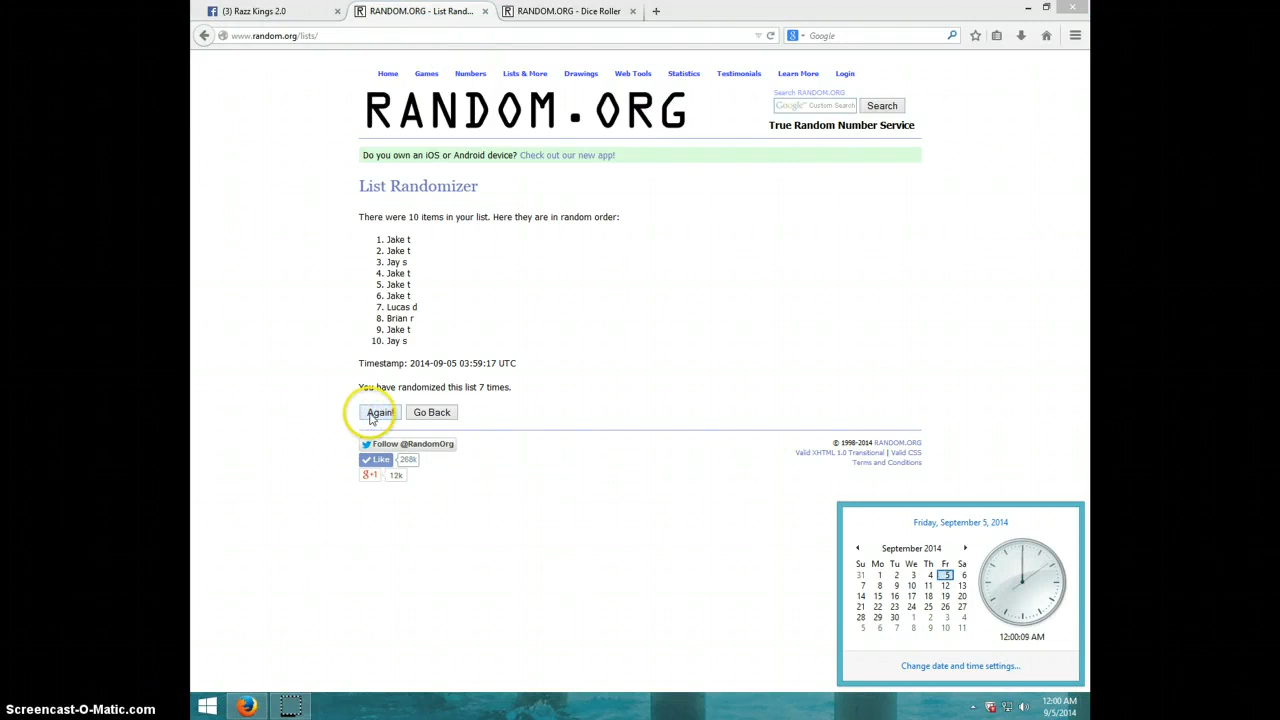 (3) Razz Kings 2.0
RANDOM.ORG - List Rand...
RANDOM.ORG - Dice Roller
www.random.org/lists/
Google
Home Games Numbers Lists & More Drawings Web Tools Statistics Testimonials Learn More Login
RANDOM.ORG
Search RANDOM.ORG
Google™ Custom Search
Search
True Random Number Service
Do you own an iOS or Android device? Check out our new app!
List Randomizer
There were 10 items in your list. Here they are in random order:
1. Jake t
2. Jake t
3. Jay s
4. Jake t
5. Jake t
6. Jake t
7. Lucas d
8. Brian r
9. Jake t
10. Jay s
Timestamp: 2014-09-05 03:59:17 UTC
You have randomized this list 7 times.
Again!
Go Back
Follow @RandomOrg
Like 268k
g+1 12k
© 1998-2014 RANDOM.ORG
Valid XHTML 1.0 Transitional | Valid CSS
Terms and Conditions
Friday, September 5, 2014
September 2014
Su Mo Tu We Th Fr Sa
31 1 2 3 4 5 6
7 8 9 10 11 12 13
14 15 16 17 18 19 20
21 22 23 24 25 26 27
28 29 30 1 2 3 4
5 6 7 8 9 10 11
12:00:09 AM
Change date and time settings...
12:00 AM
9/5/2014
Screencast-O-Matic.com